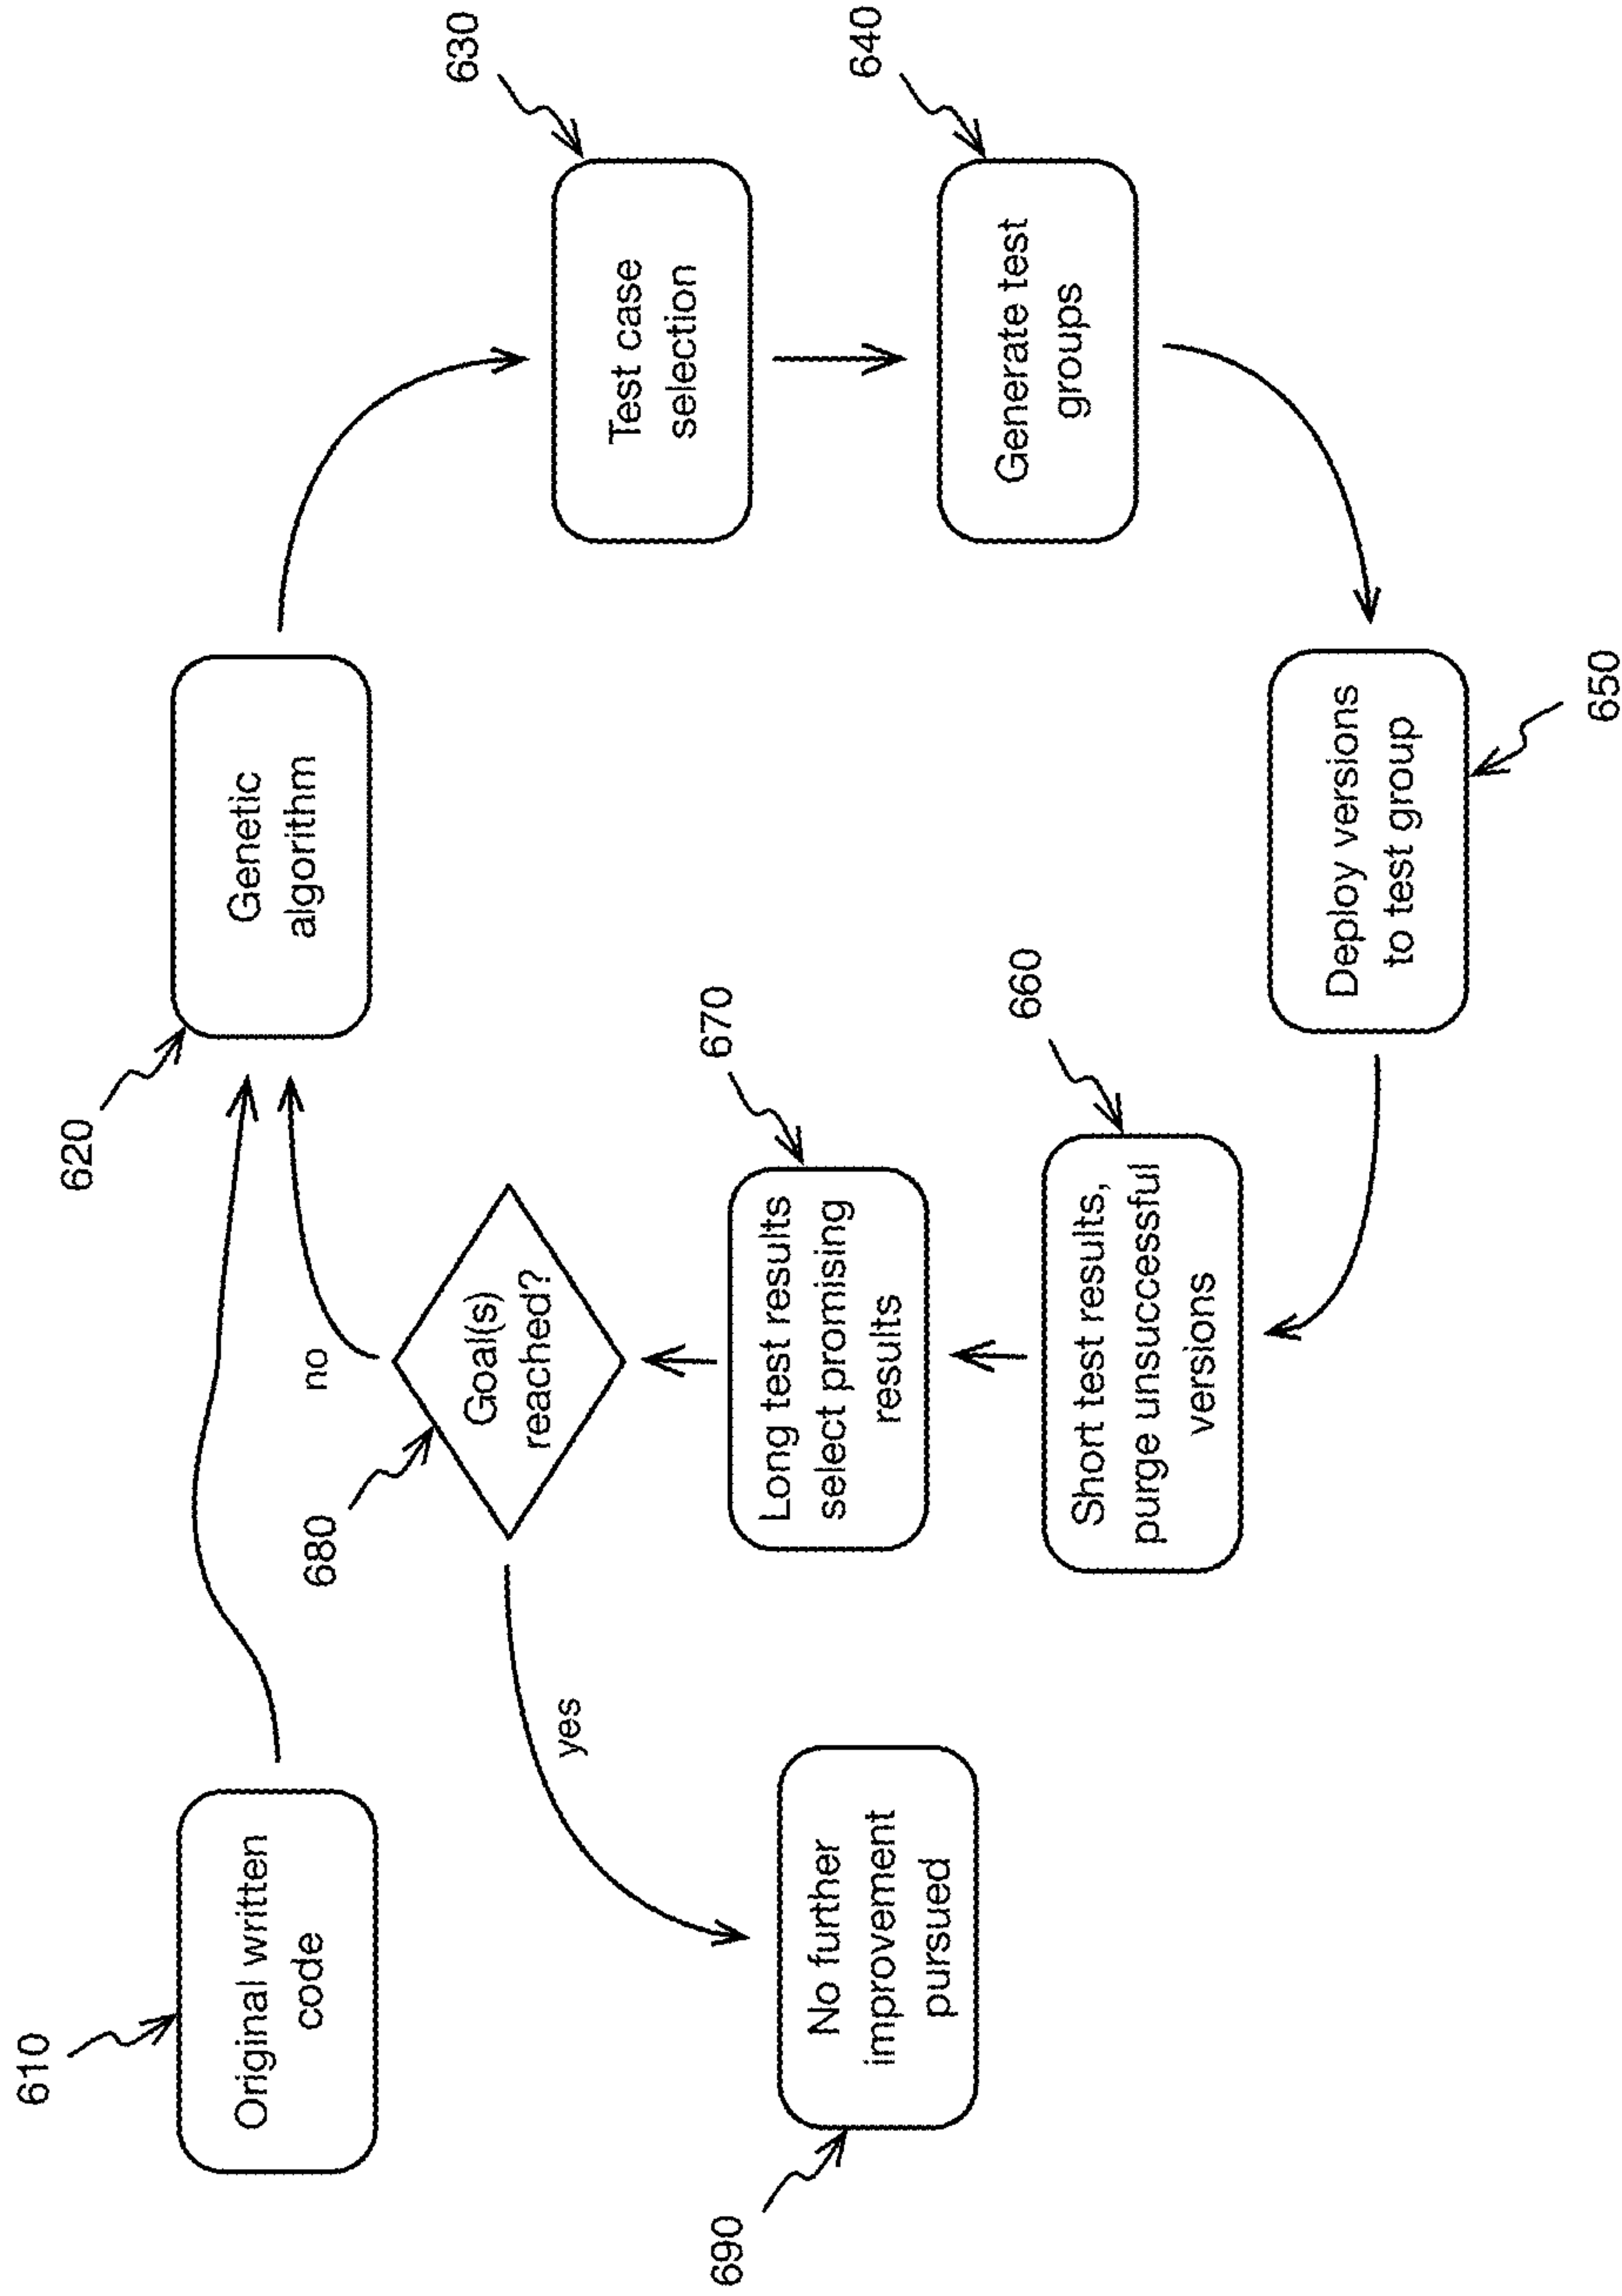 610
Original written
code
620
Genetic
algorithm
630
Test case
selection
640
Generate test
groups
650
Deploy versions
to test group
660
Short test results,
purge unsuccessful
versions
670
Long test results
select promising
results
680
Goal(s)
reached?
no
yes
690
No further
improvement
pursued